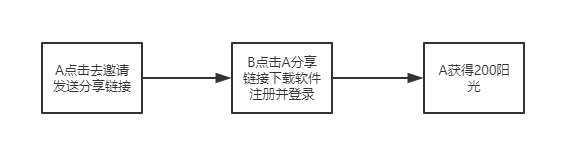 A点击去邀请
发送分享链接
B点击A分享
链接下载软件
注册并登录
A获得200阳
光